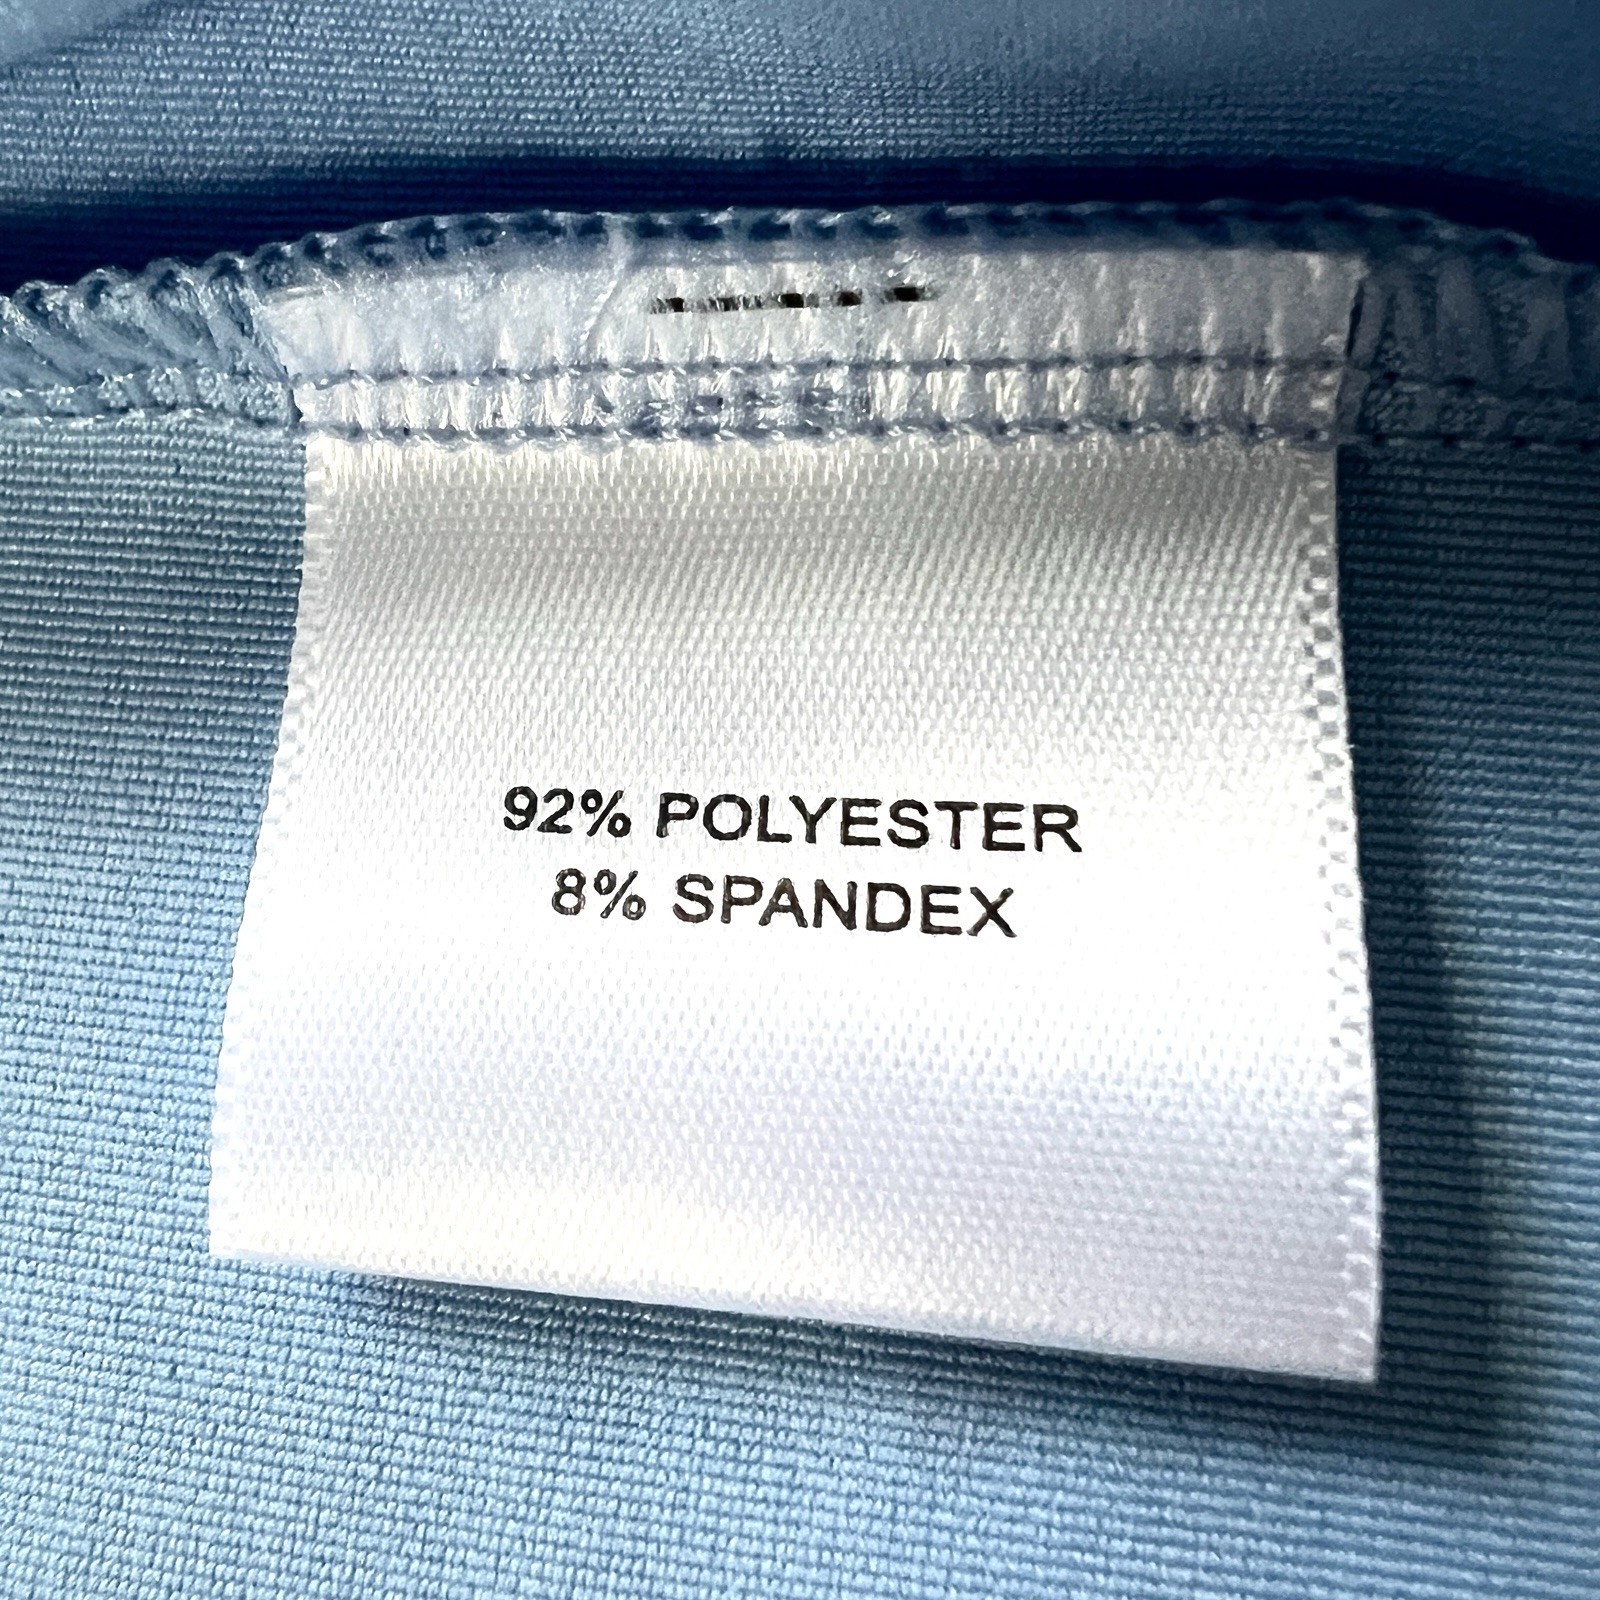 92% POLYESTER
8% SPANDEX